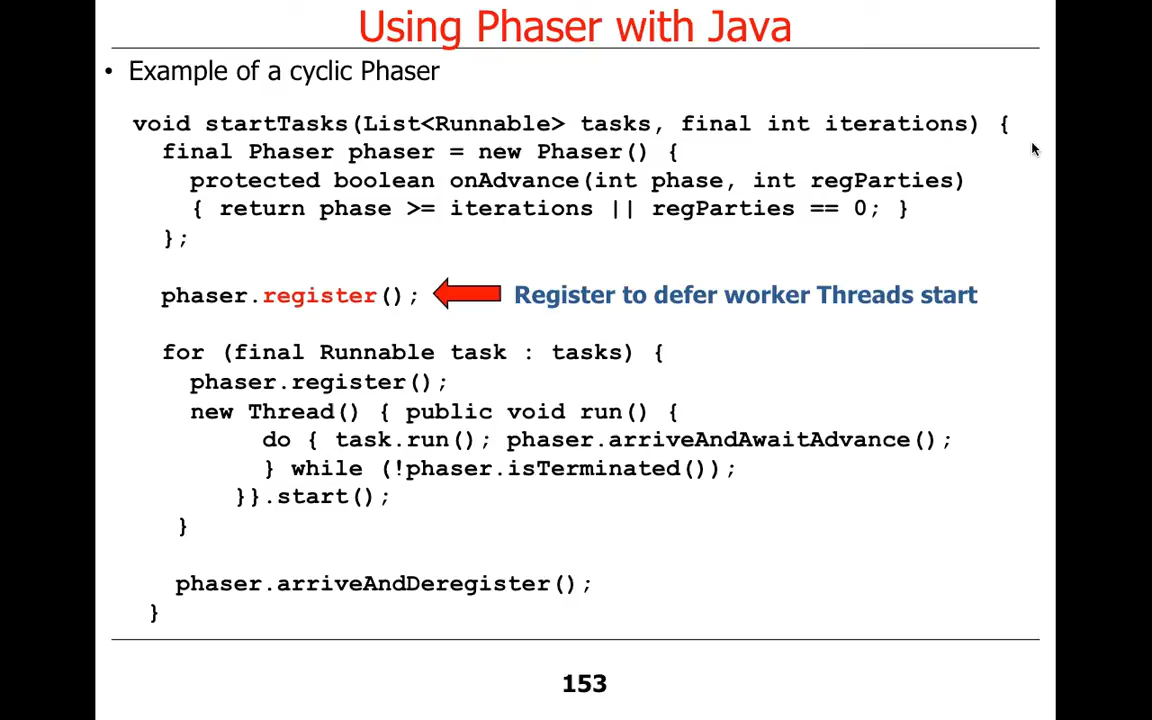 Using Phaser with Java
• Example of a cyclic Phaser
void startTasks(List<Runnable> tasks, final int iterations) {
final Phaser phaser = new Phaser() {
protected boolean onAdvance(int phase, int regParties)
{ return phase >= iterations || regParties == 0; }
};
phaser.register(); Register to defer worker Threads start
for (final Runnable task : tasks) {
phaser.register();
new Thread() { public void run() {
do { task.run(); phaser.arriveAndAwaitAdvance();
} while (!phaser.isTerminated());
}}.start();
}
phaser.arriveAndDeregister();
}
153